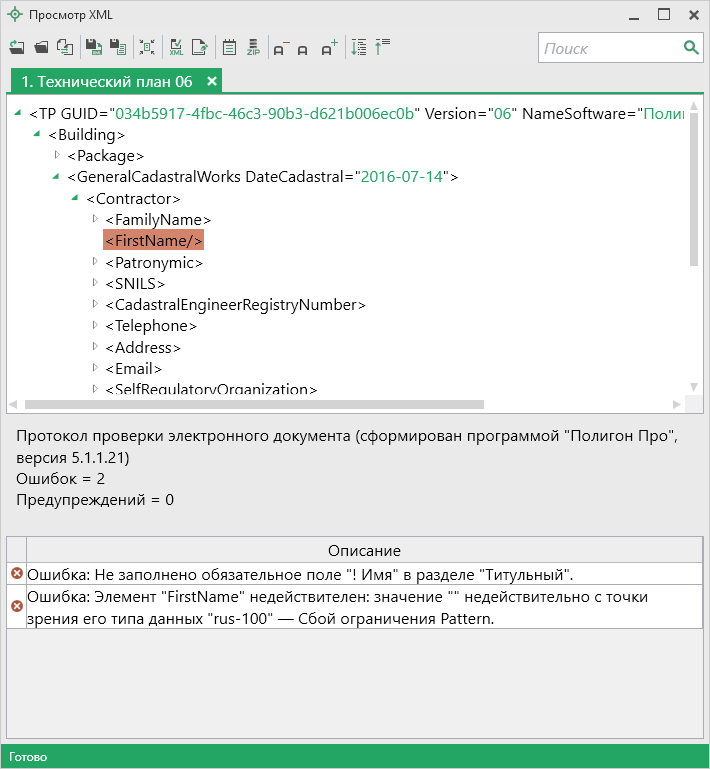 Просмотр XML
XML
XML
ZIP
Поиск
1. Технический план 06
<TP GUID="034b5917-4fbc-46c3-90b3-d621b006ec0b" Version="06" NameSoftware="Полиг
<Building>
<Package>
<GeneralCadastralWorks DateCadastral="2016-07-14">
<Contractor>
<FamilyName>
<FirstName/>
<Patronymic>
<SNILS>
<CadastralEngineerRegistryNumber>
<Telephone>
<Address>
<Email>
<SelfRegulatoryOrganization>
Протокол проверки электронного документа (сформирован программой "Полигон Про",
версия 5.1.1.21)
Ошибок = 2
Предупреждений = 0
Описание
Ошибка: Не заполнено обязательное поле "! Имя" в разделе "Титульный".
Ошибка: Элемент "FirstName" недействителен: значение "" недействительно с точки
зрения его типа данных "rus-100" — Сбой ограничения Pattern.
Готово